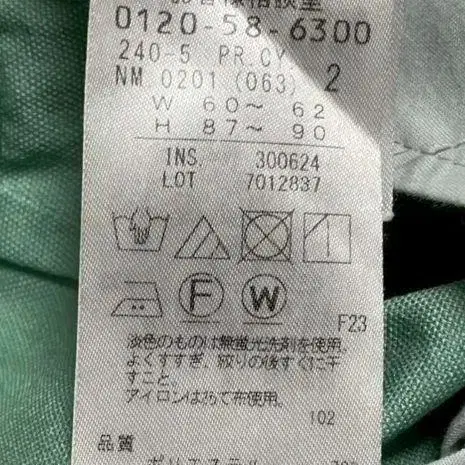 0120-58-6300
240-5 PR.CY
NM 0201 (063) 2
W 60〜 62
H 87〜 90
INS. 300624
LOT 7012837
F
W
F23
淡色のものは無蛍光洗剤を使用。
よくすすぎ、絞りの後すぐに干
すこと。
アイロンはあて布使用。
102
品質